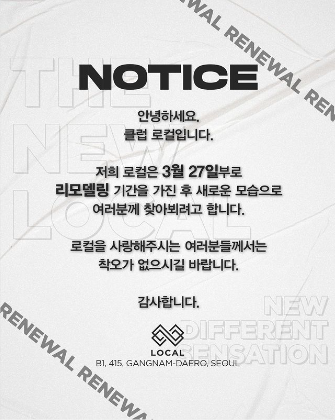 RENEWAL RENEWAL RENEWAL
THE
NEW
LOCAL
NOTICE
안녕하세요.
클럽 로컬입니다.
저희 로컬은 3월 27일부로
리모델링 기간을 가진 후 새로운 모습으로
여러분께 찾아뵈려고 합니다.
로컬을 사랑해주시는 여러분들께서는
착오가 없으시길 바랍니다.
감사합니다.
NEW
DIFFERENT
SENSATION
LOCAL
B1, 415, GANGNAM-DAERO, SEOUL
RENEWAL RENEWAL RENEWAL